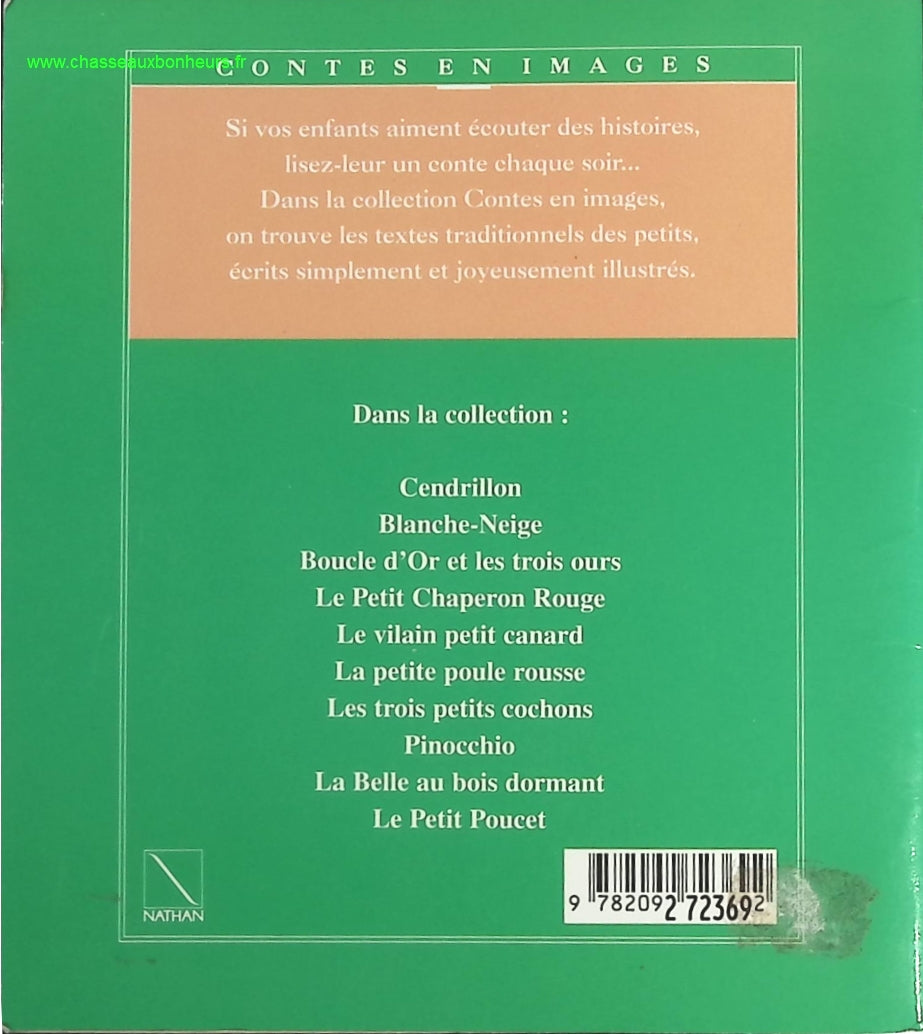 www.chasseauxbonheurs.fr
CONTES EN IMAGES
Si vos enfants aiment écouter des histoires,
lisez-leur un conte chaque soir...
Dans la collection Contes en images,
on trouve les textes traditionnels des petits,
écrits simplement et joyeusement illustrés.
Dans la collection :
Cendrillon
Blanche-Neige
Boucle d'Or et les trois ours
Le Petit Chaperon Rouge
Le vilain petit canard
La petite poule rousse
Les trois petits cochons
Pinocchio
La Belle au bois dormant
Le Petit Poucet
NATHAN
9 782092 723692